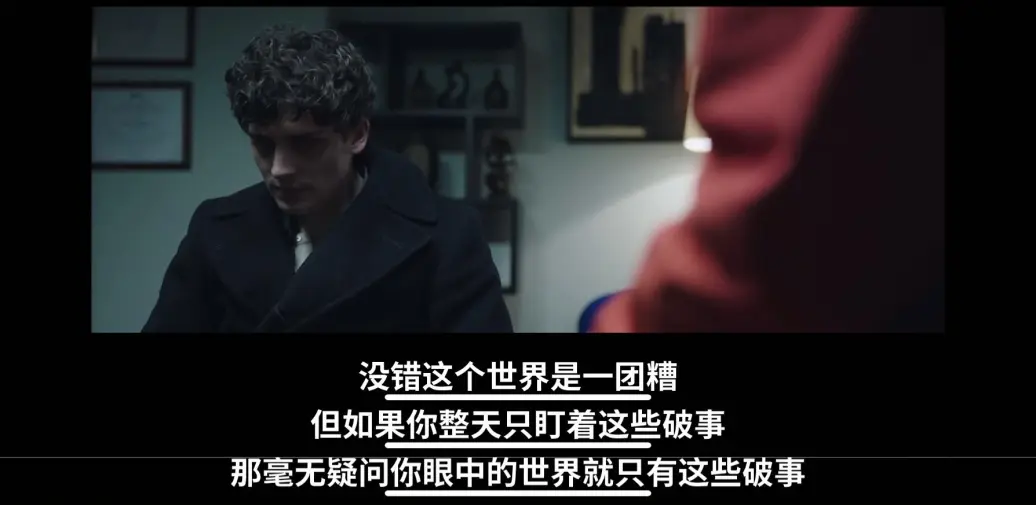 没错这个世界是一团糟
但如果你整天只盯着这些破事
那毫无疑问你眼中的世界就只有这些破事